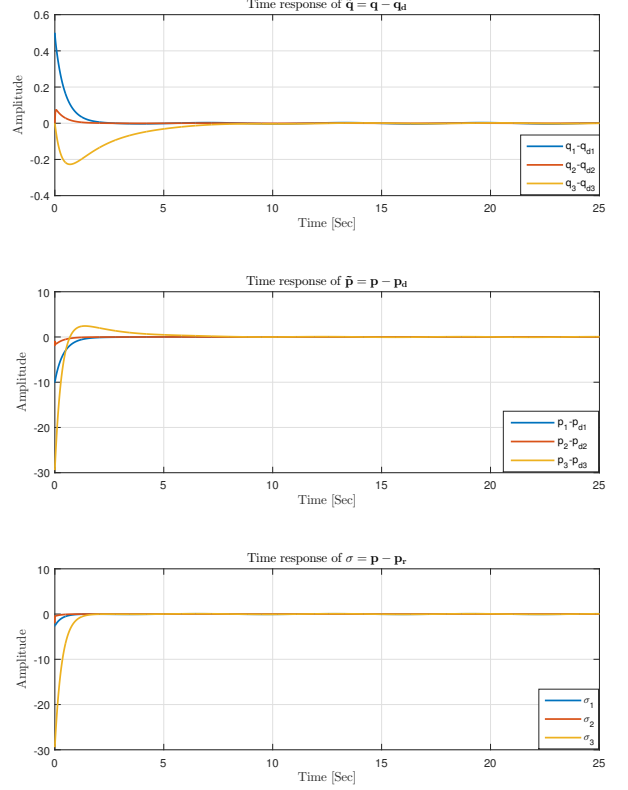 Time response of q̃ = q − q_d
0.6
0.4
0.2
0
-0.2
-0.4
Amplitude
q_1-q_d1
q_2-q_d2
q_3-q_d3
0 5 10 15 20 25
Time [Sec]
Time response of p̃ = p − p_d
10
0
-10
-20
-30
Amplitude
p_1-p_d1
p_2-p_d2
p_3-p_d3
0 5 10 15 20 25
Time [Sec]
Time response of σ = p − p_r
10
0
-10
-20
-30
Amplitude
σ_1
σ_2
σ_3
0 5 10 15 20 25
Time [Sec]